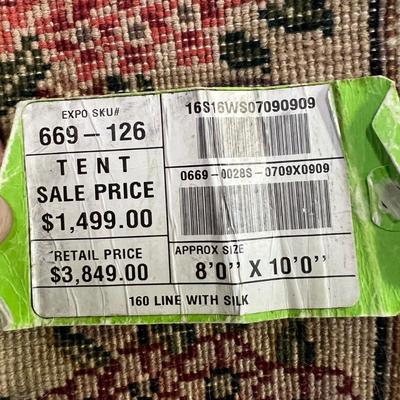 EXPO SKU#
669-126
TENT
SALE PRICE
$1,499.00
RETAIL PRICE
$3,849.00
16S16WS07090909
0669-0028S-0709X0909
APPROX SIZE
8'0'' X 10'0''
160 LINE WITH SILK